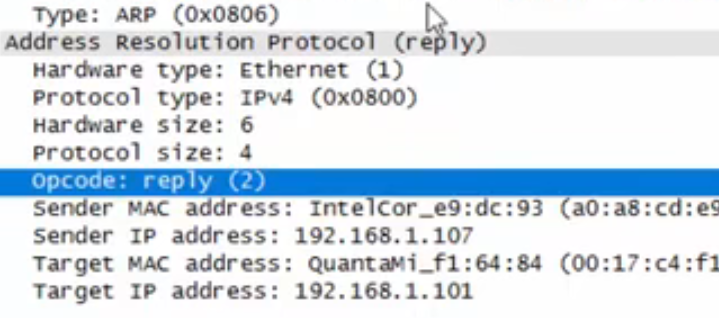 Type: ARP (0x0806)
Address Resolution Protocol (reply)
Hardware type: Ethernet (1)
Protocol type: IPv4 (0x0800)
Hardware size: 6
Protocol size: 4
Opcode: reply (2)
Sender MAC address: IntelCor_e9:dc:93 (a0:a8:cd:e9
Sender IP address: 192.168.1.107
Target MAC address: QuantaMi_f1:64:84 (00:17:c4:f1
Target IP address: 192.168.1.101